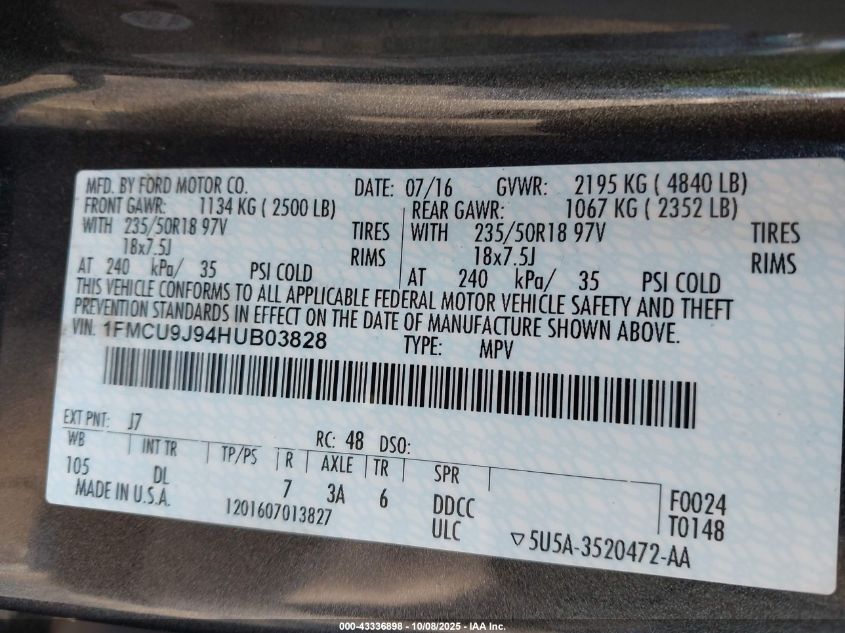 MFD. BY FORD MOTOR CO. DATE: 07/16 GVWR: 2195 KG ( 4840 LB)
FRONT GAWR: 1134 KG ( 2500 LB) REAR GAWR: 1067 KG ( 2352 LB)
WITH 235/50R18 97V TIRES WITH 235/50R18 97V TIRES
18x7.5J RIMS 18x7.5J RIMS
AT 240 kPa/ 35 PSI COLD AT 240 kPa/ 35 PSI COLD
THIS VEHICLE CONFORMS TO ALL APPLICABLE FEDERAL MOTOR VEHICLE SAFETY AND THEFT
PREVENTION STANDARDS IN EFFECT ON THE DATE OF MANUFACTURE SHOWN ABOVE.
VIN: 1FMCU9J94HUB03828 TYPE: MPV
EXT PNT: J7 RC: 48 DSO:
WB INT TR TP/PS R AXLE TR SPR
105 DL 7 3A 6 DDCC F0024
MADE IN U.S.A. 1201607013827 ULC T0148
▽5U5A-3520472-AA
000-43336898 - 10/08/2025 - IAA Inc.